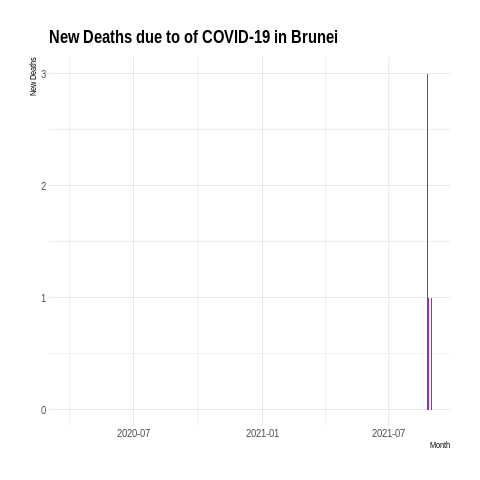 New Deaths due to of COVID-19 in Brunei
New Deaths
3
2
1
0
2020-07
2021-01
2021-07
Month